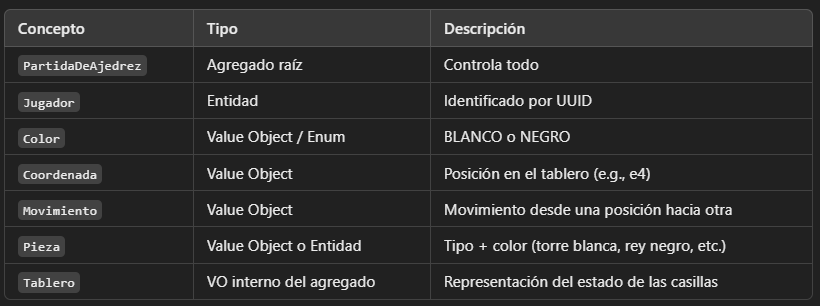 Concepto Tipo Descripción
PartidaDeAjedrez Agregado raíz Controla todo
Jugador Entidad Identificado por UUID
Color Value Object / Enum BLANCO o NEGRO
Coordenada Value Object Posición en el tablero (e.g., e4)
Movimiento Value Object Movimiento desde una posición hacia otra
Pieza Value Object o Entidad Tipo + color (torre blanca, rey negro, etc.)
Tablero VO interno del agregado Representación del estado de las casillas